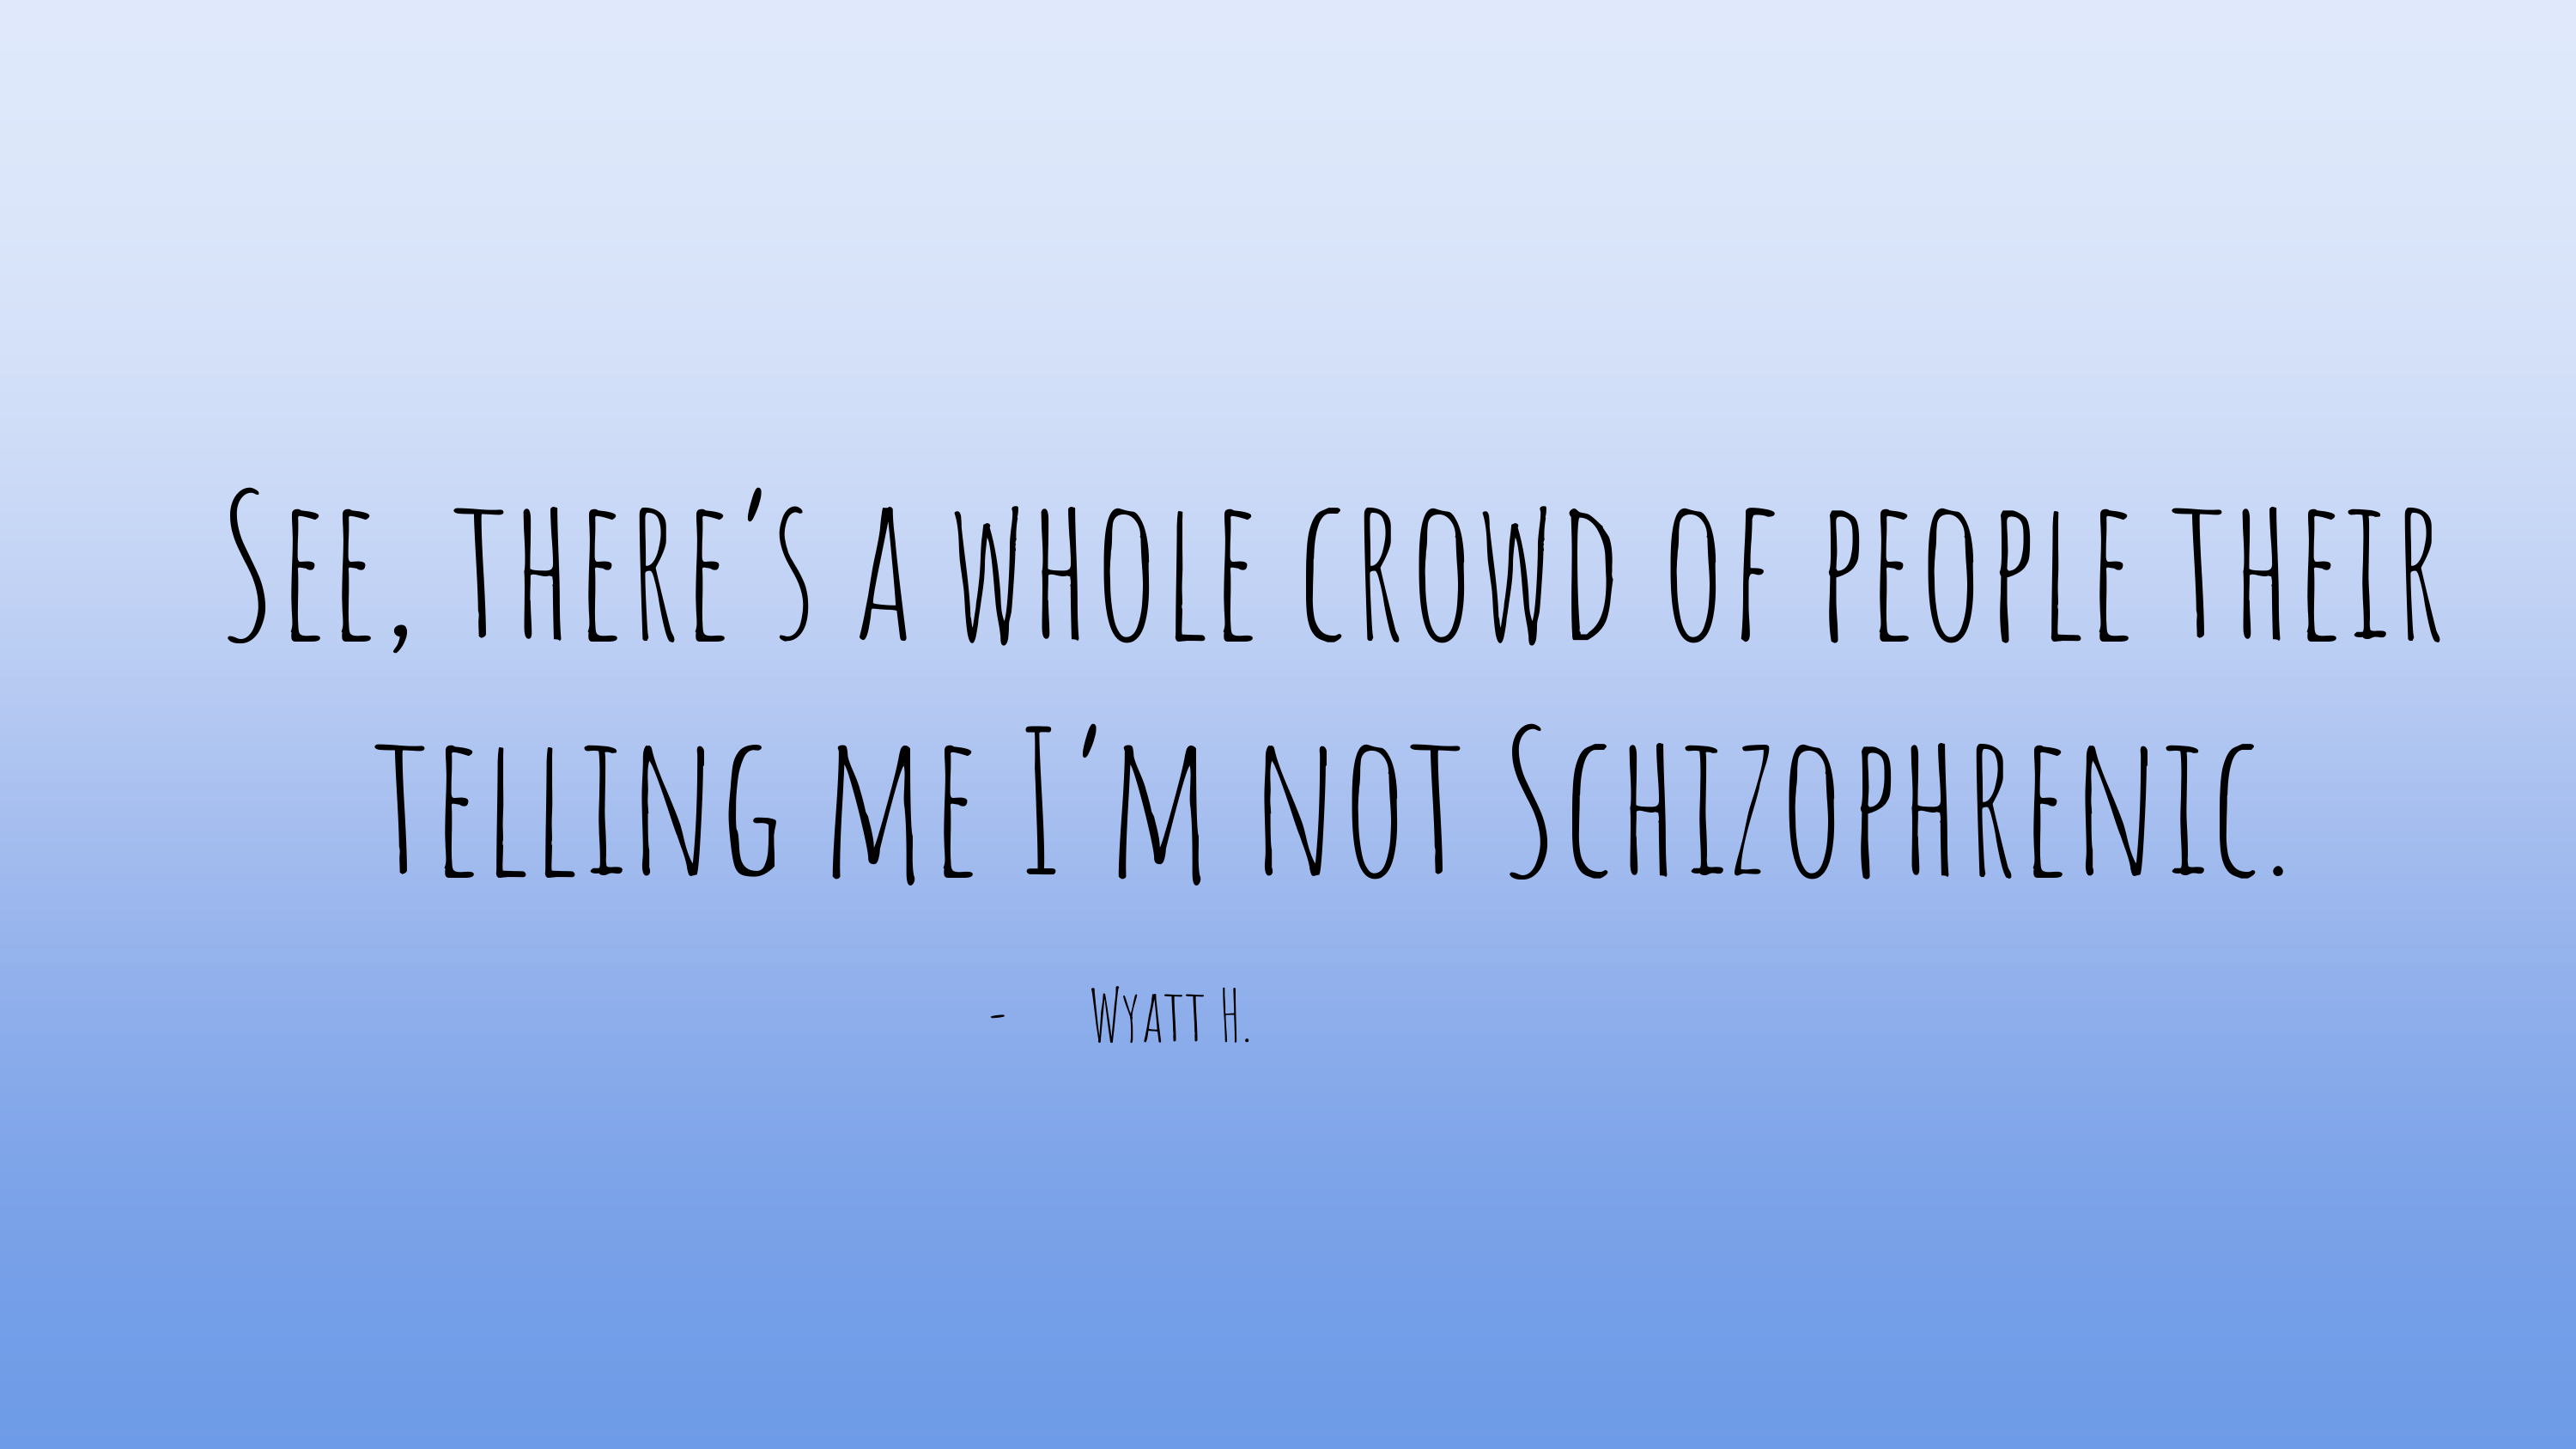 See, there's a whole crowd of people their
telling me I'm not Schizophrenic.
- Wyatt H.